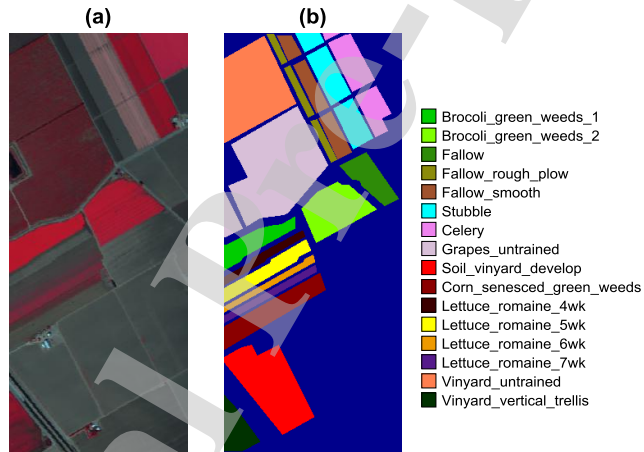 (a) (b)
Brocoli_green_weeds_1
Brocoli_green_weeds_2
Fallow
Fallow_rough_plow
Fallow_smooth
Stubble
Celery
Grapes_untrained
Soil_vinyard_develop
Corn_senesced_green_weeds
Lettuce_romaine_4wk
Lettuce_romaine_5wk
Lettuce_romaine_6wk
Lettuce_romaine_7wk
Vinyard_untrained
Vinyard_vertical_trellis